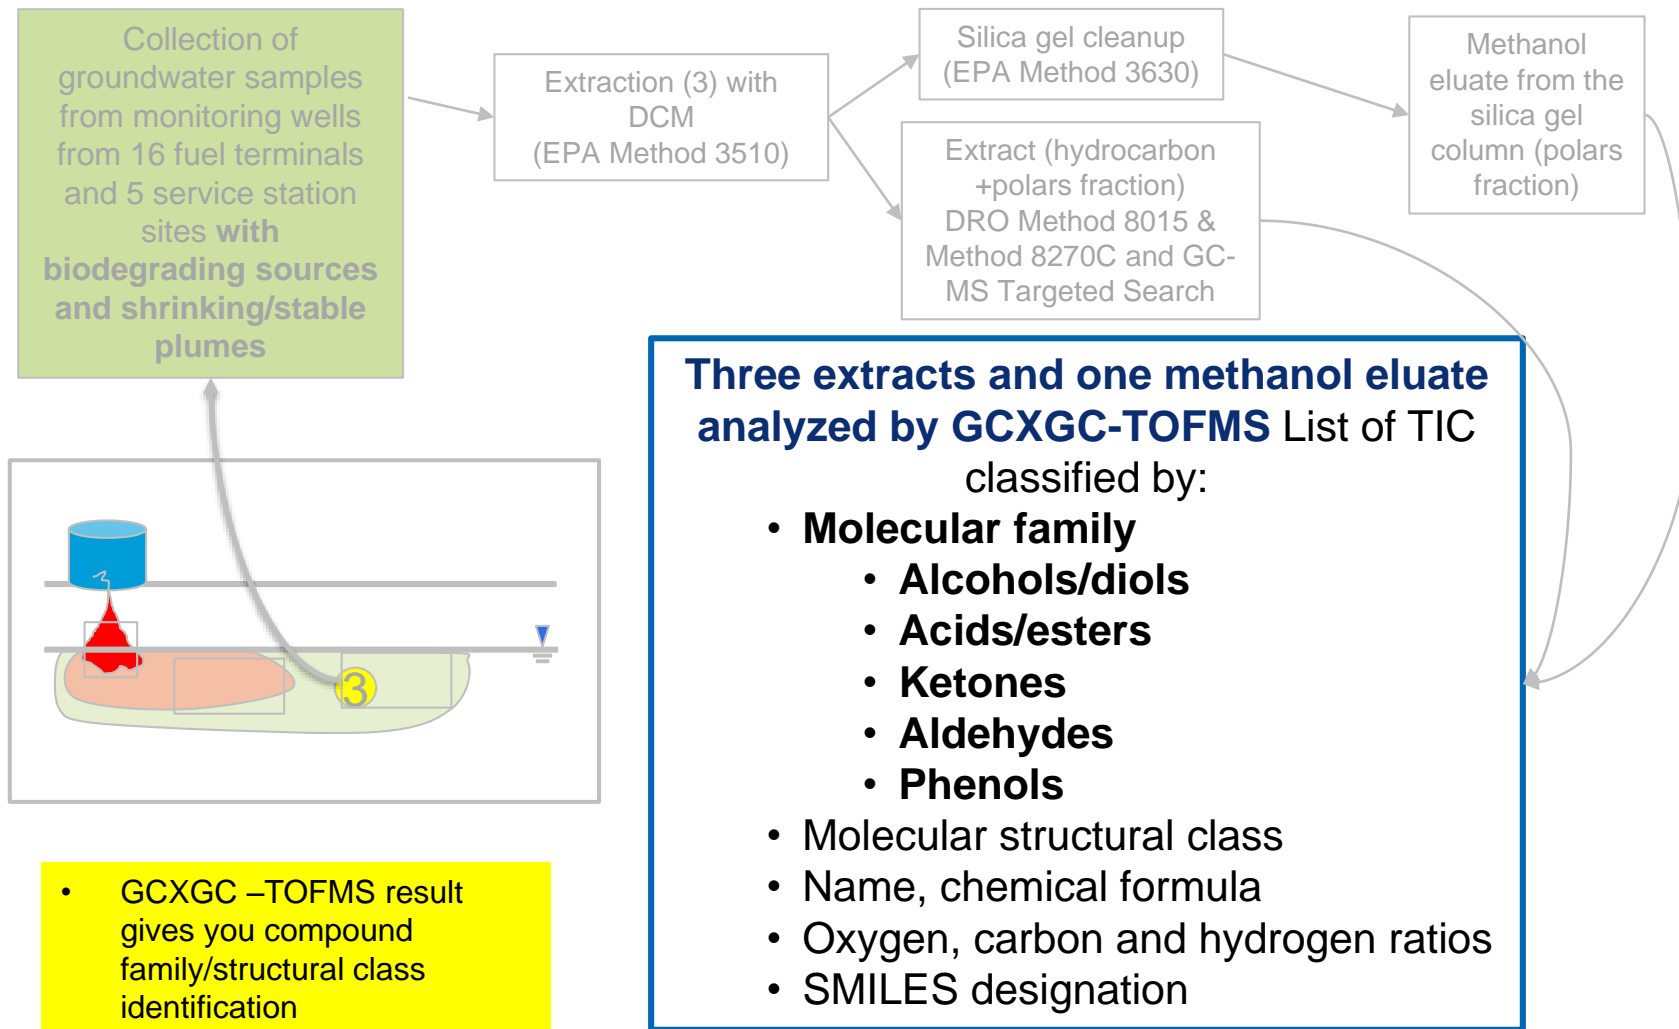 Collection of
groundwater samples
from monitoring wells
from 16 fuel terminals
and 5 service station
sites with
biodegrading sources
and shrinking/stable
plumes
Extraction (3) with
DCM
(EPA Method 3510)
Silica gel cleanup
(EPA Method 3630)
Extract (hydrocarbon
+polars fraction)
DRO Method 8015 &
Method 8270C and GC-
MS Targeted Search
Methanol
eluate from the
silica gel
column (polars
fraction)
Three extracts and one methanol eluate
analyzed by GCXGC-TOFMS List of TIC
classified by:
• Molecular family
• Alcohols/diols
• Acids/esters
• Ketones
• Aldehydes
• Phenols
• Molecular structural class
• Name, chemical formula
• Oxygen, carbon and hydrogen ratios
• SMILES designation
3
• GCXGC –TOFMS result
gives you compound
family/structural class
identification